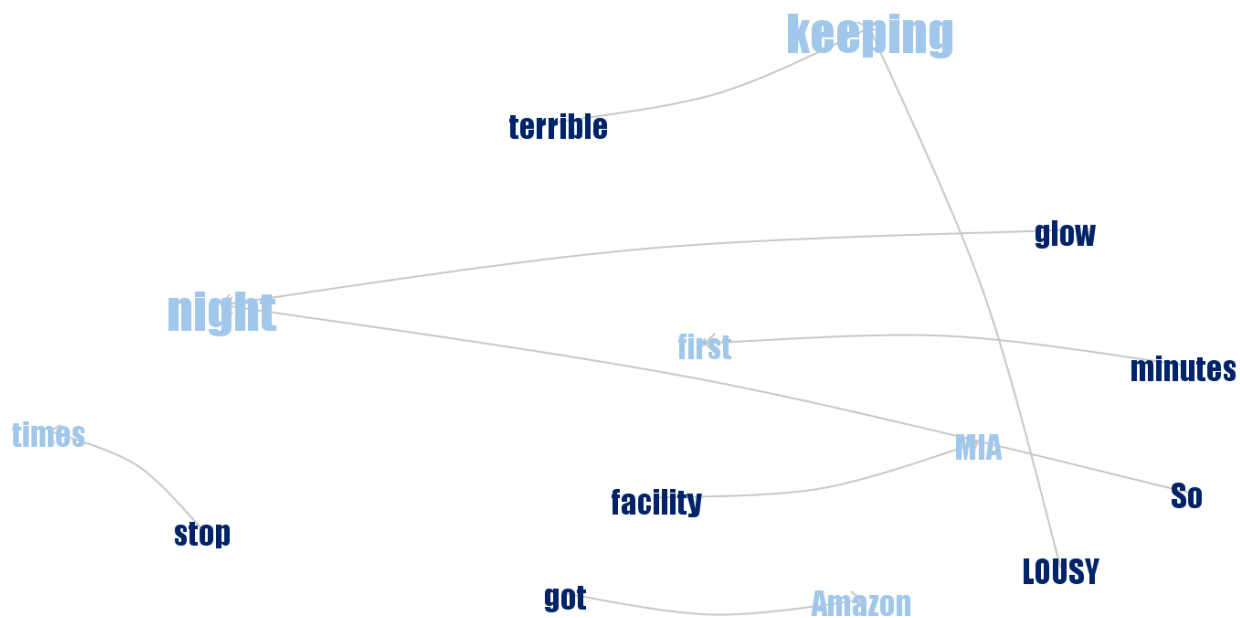 keeping
terrible
glow
night
first
minutes
times
MIA
facility
So
stop
LOUSY
got
Amazon